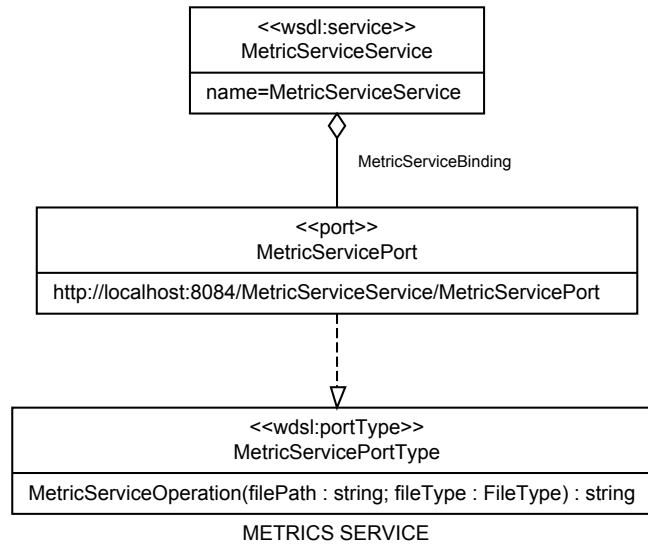 <<wsdl:service>>
MetricServiceService
name=MetricServiceService
MetricServiceBinding
<<port>>
MetricServicePort
http://localhost:8084/MetricServiceService/MetricServicePort
<<wdsl:portType>>
MetricServicePortType
MetricServiceOperation(filePath : string; fileType : FileType) : string
METRICS SERVICE